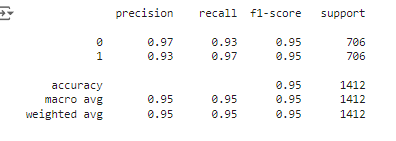 precision recall f1-score support
0 0.97 0.93 0.95 706
1 0.93 0.97 0.95 706
accuracy 0.95 1412
macro avg 0.95 0.95 0.95 1412
weighted avg 0.95 0.95 0.95 1412